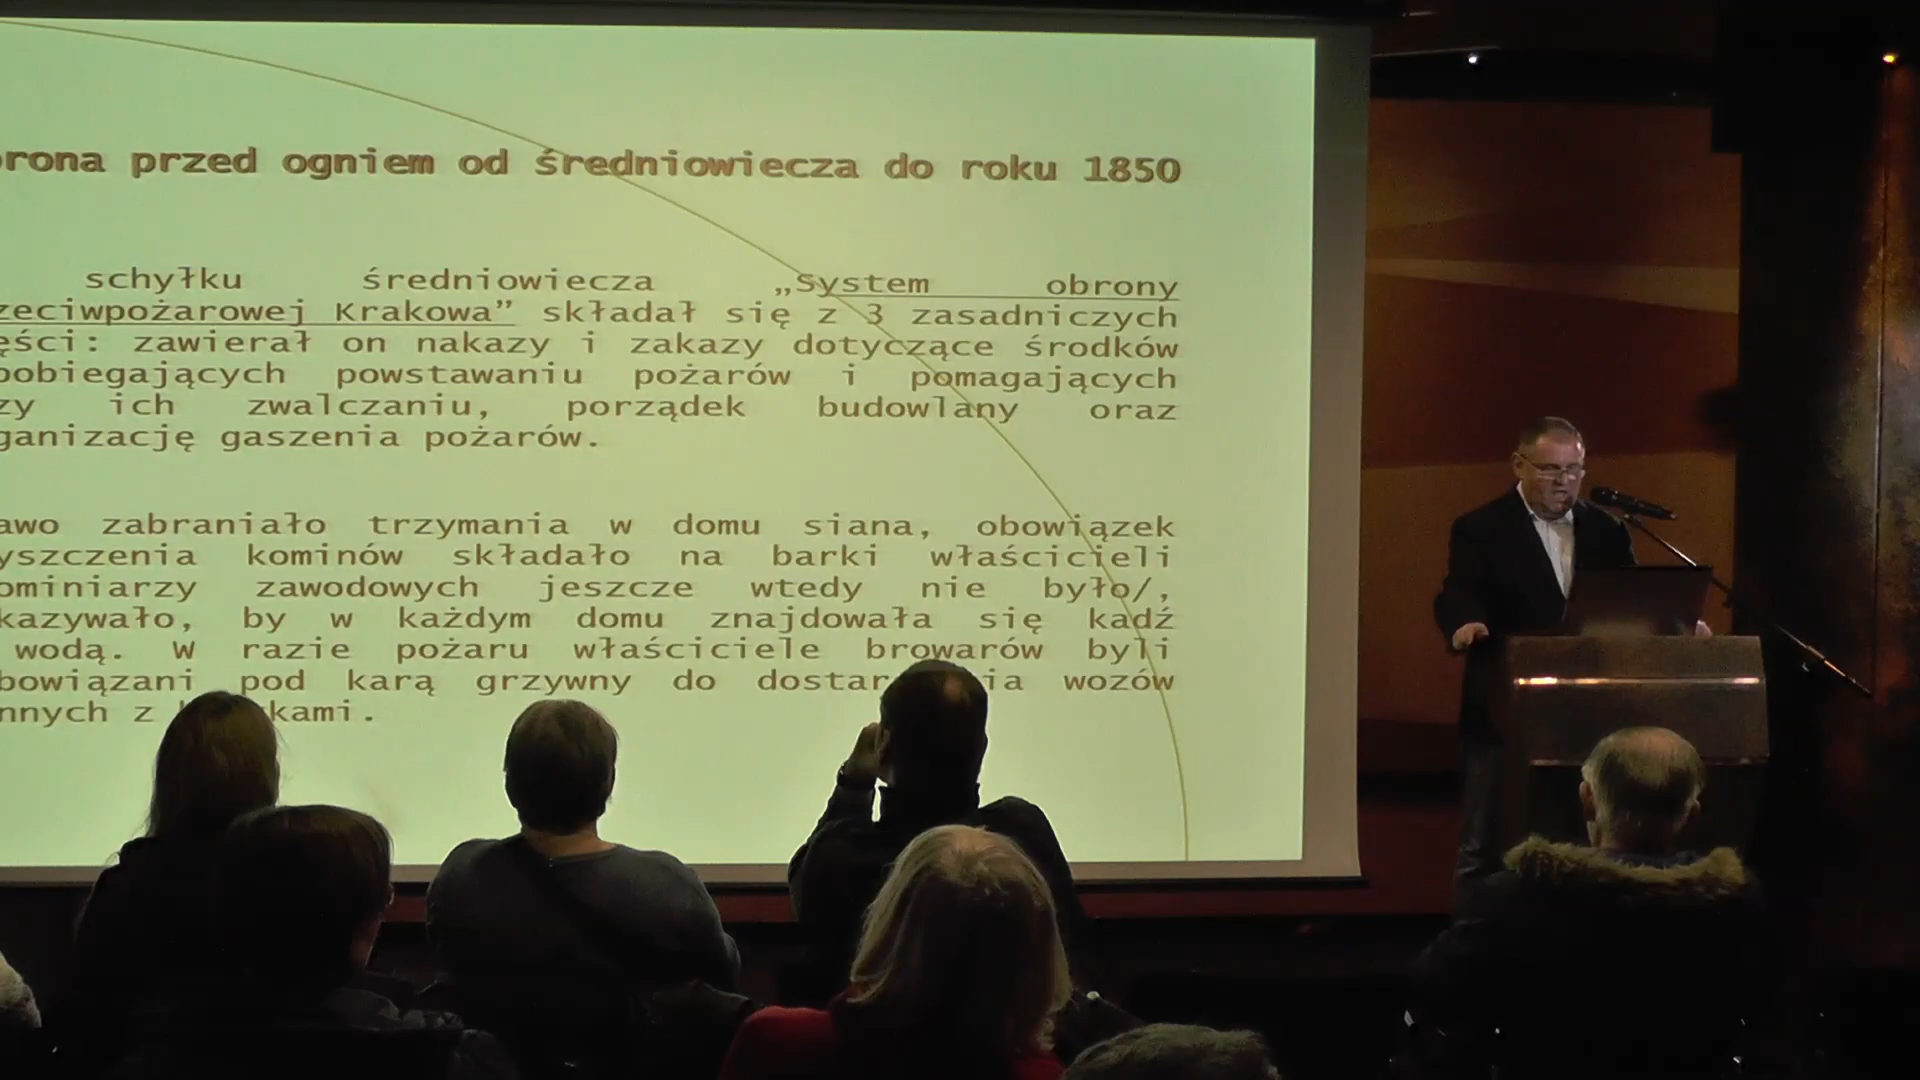 przed ogniem od średniowiecza do roku 1850
schyłku średniowiecza „System obrony
zeciwpożarowej Krakowa” składał się z 3 zasadniczych
ęści: zawierał on nakazy i zakazy dotyczące środków
pobiegających powstawaniu pożarów i pomagających
zy ich zwalczaniu, porządek budowlany oraz
ganizację gaszenia pożarów.
awo zabraniało trzymania w domu siana, obowiązek
yszczenia kominów składało na barki właścicieli
ominiarzy zawodowych jeszcze wtedy nie było/,
kazywało, by w każdym domu znajdowała się kadź
wodą. W razie pożaru właściciele browarów byli
bowiązani pod karą grzywny do wozów
nnych z